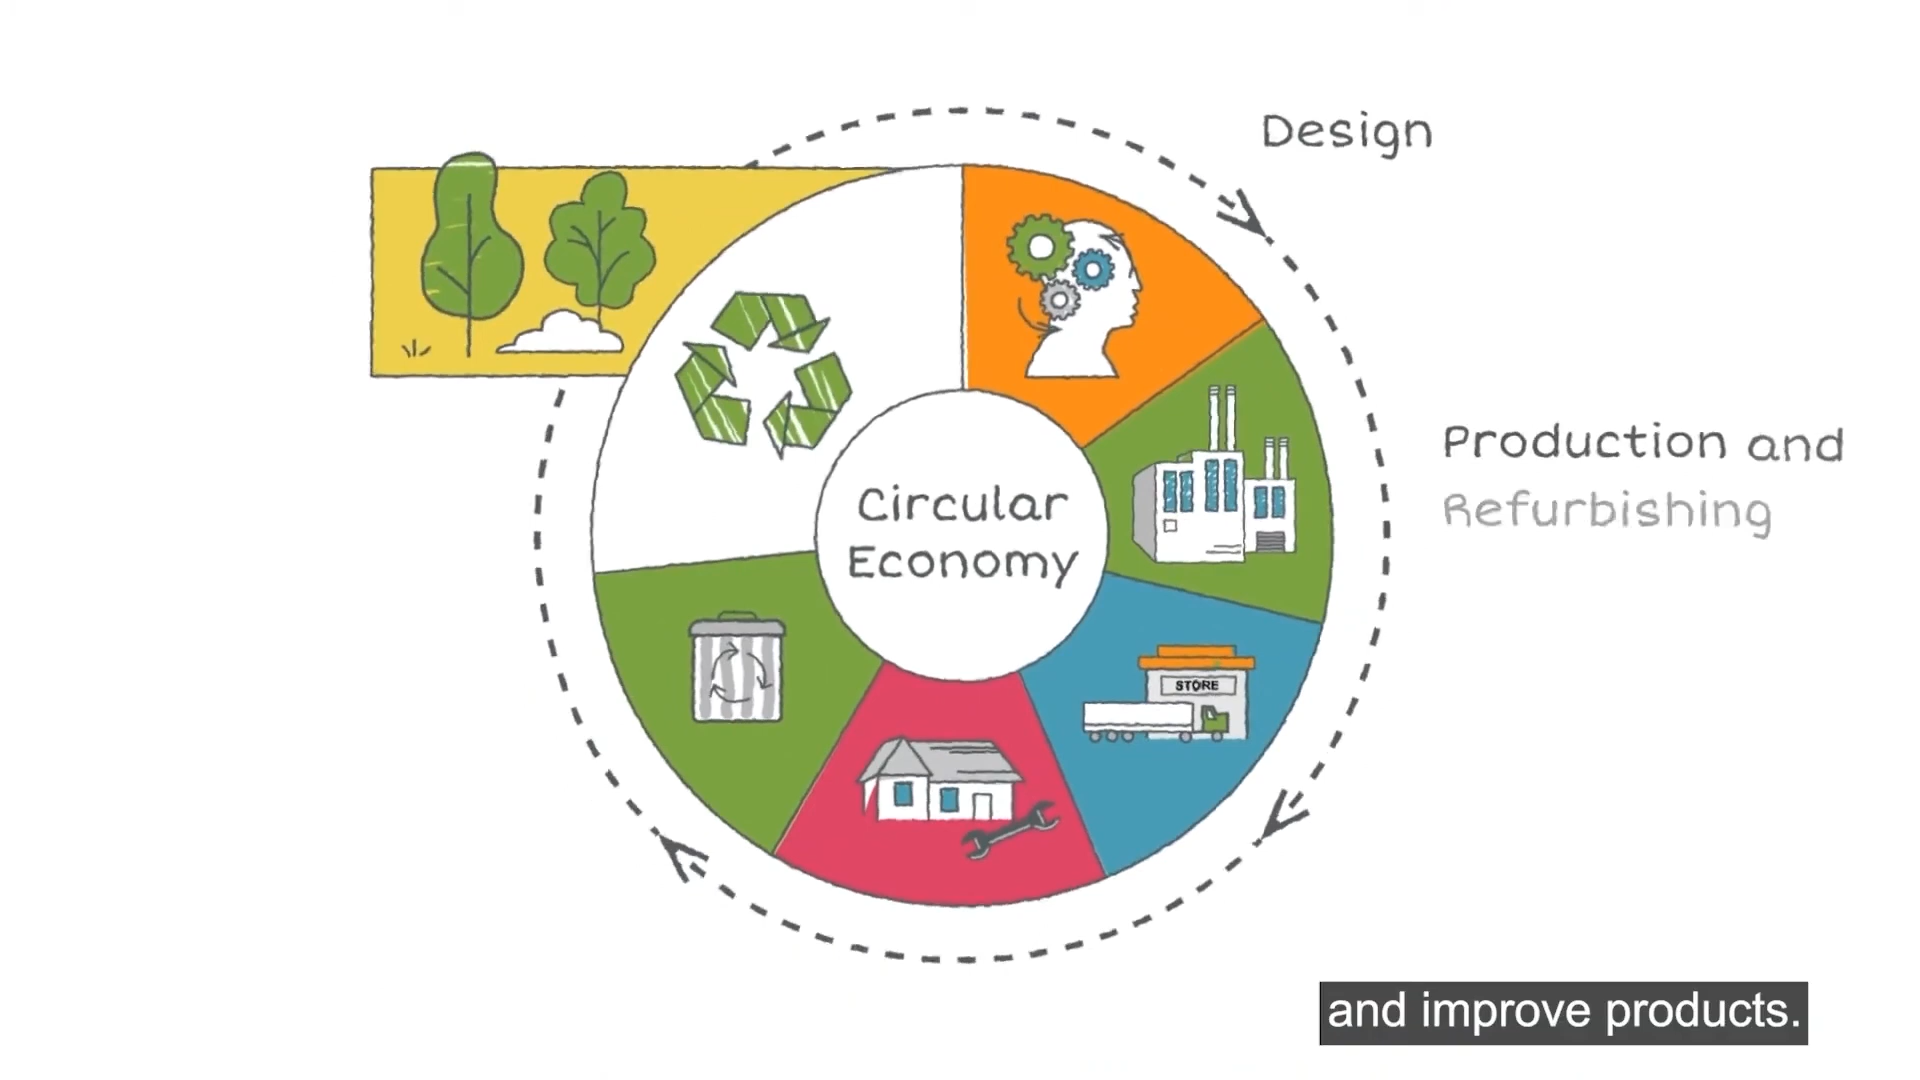 Design
Production and
Refurbishing
Circular
Economy
STORE
and improve products.